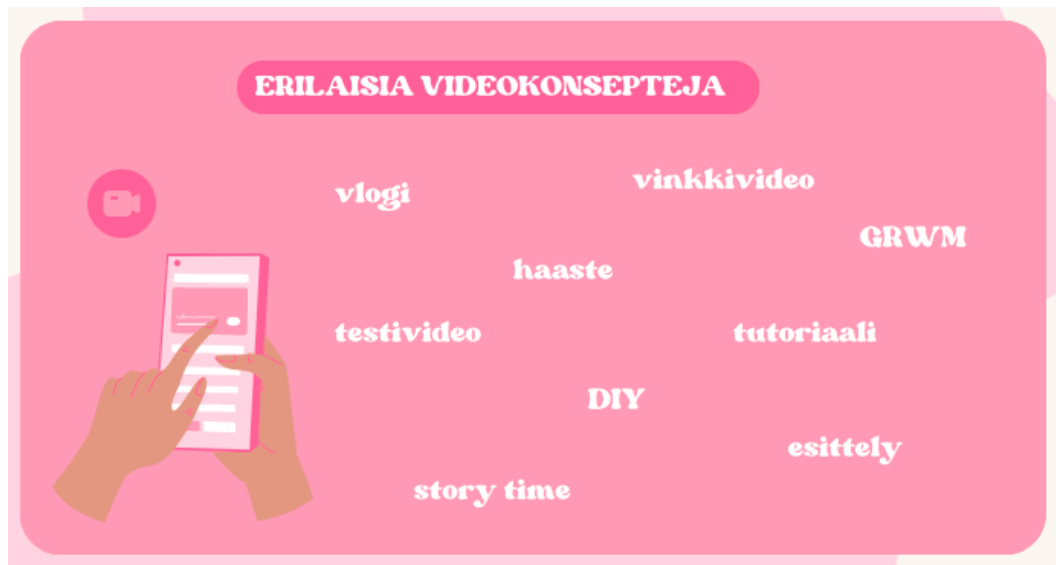 ERILAISIA VIDEOKONSEPTEJA
vinkkivideo
vlogi
GRWM
haaste
testivideo
tutoriaali
DIY
esittely
story time